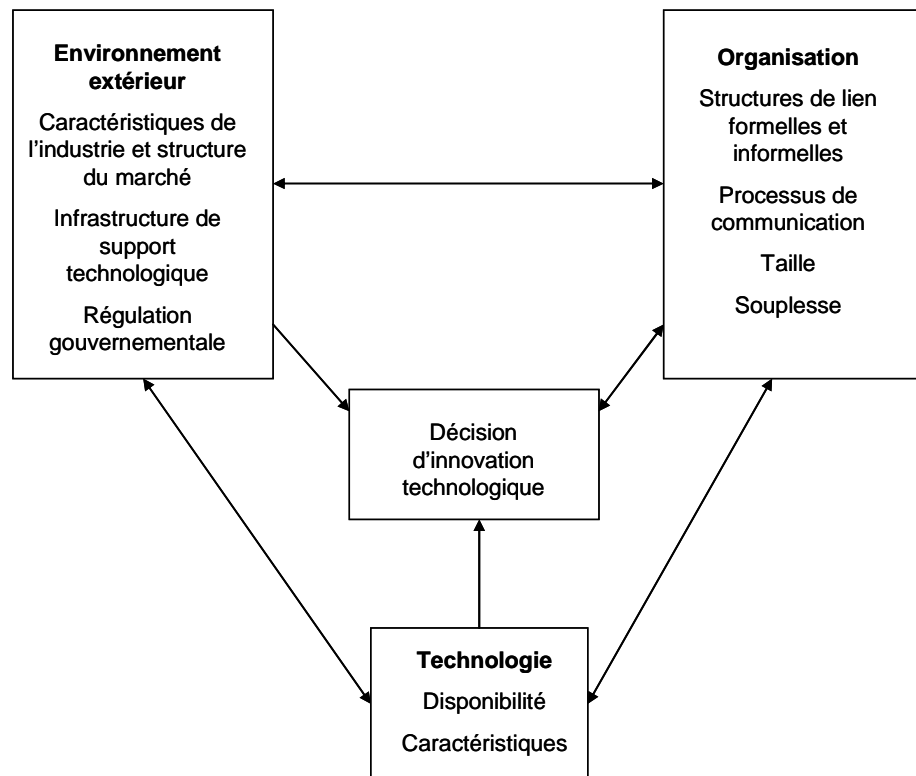 Environnement
extérieur
Caractéristiques de
l'industrie et structure
du marché
Infrastructure de
support
technologique
Régulation
gouvernementale
Organisation
Structures de lien
formelles et
informelles
Processus de
communication
Taille
Souplesse
Décision
d'innovation
technologique
Technologie
Disponibilité
Caractéristiques